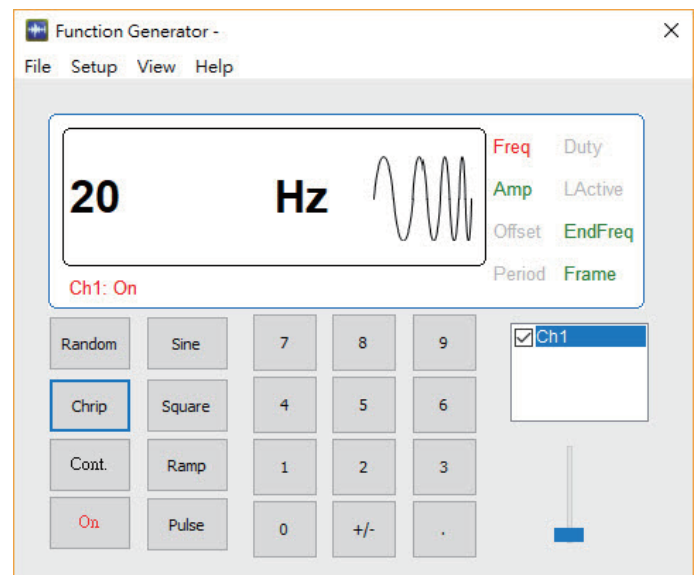 Function Generator -
File Setup View Help
20 Hz
Freq Duty
Amp LActive
Offset EndFreq
Period Frame
Ch1: On
Random Sine 7 8 9
Ch1
Chrip Square 4 5 6
Cont. Ramp 1 2 3
On Pulse 0 +/- .